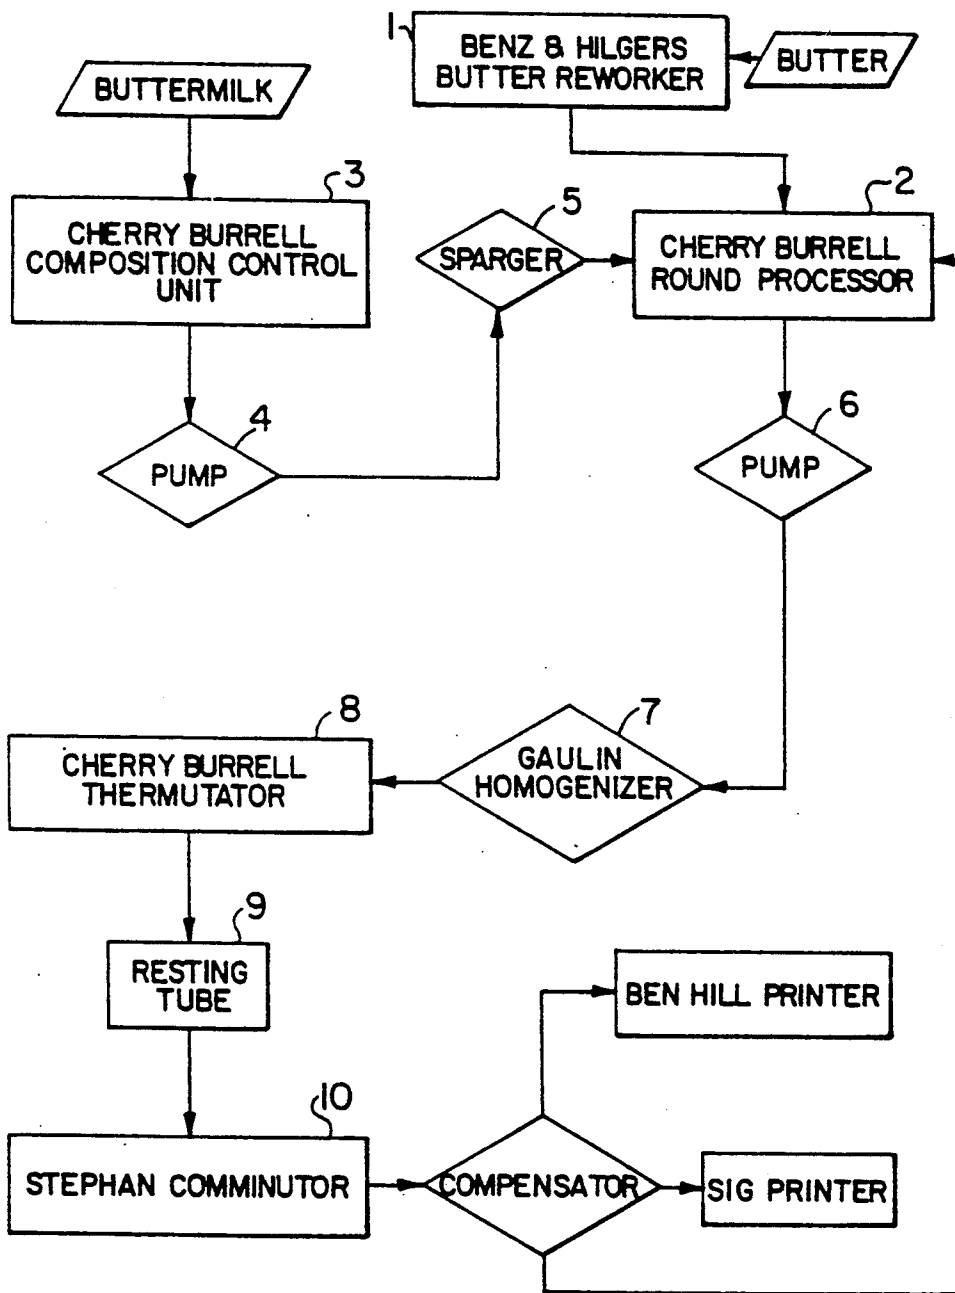 1
BENZ & HILGERS
BUTTER REWORKER
BUTTER
BUTTERMILK
3
CHERRY BURRELL
COMPOSITION CONTROL
UNIT
5
SPARGER
2
CHERRY BURRELL
ROUND PROCESSOR
4
PUMP
6
PUMP
8
CHERRY BURRELL
THERMUTATOR
7
GAULIN
HOMOGENIZER
9
RESTING
TUBE
BEN HILL PRINTER
10
STEPHAN COMMINUTOR
COMPENSATOR
SIG PRINTER